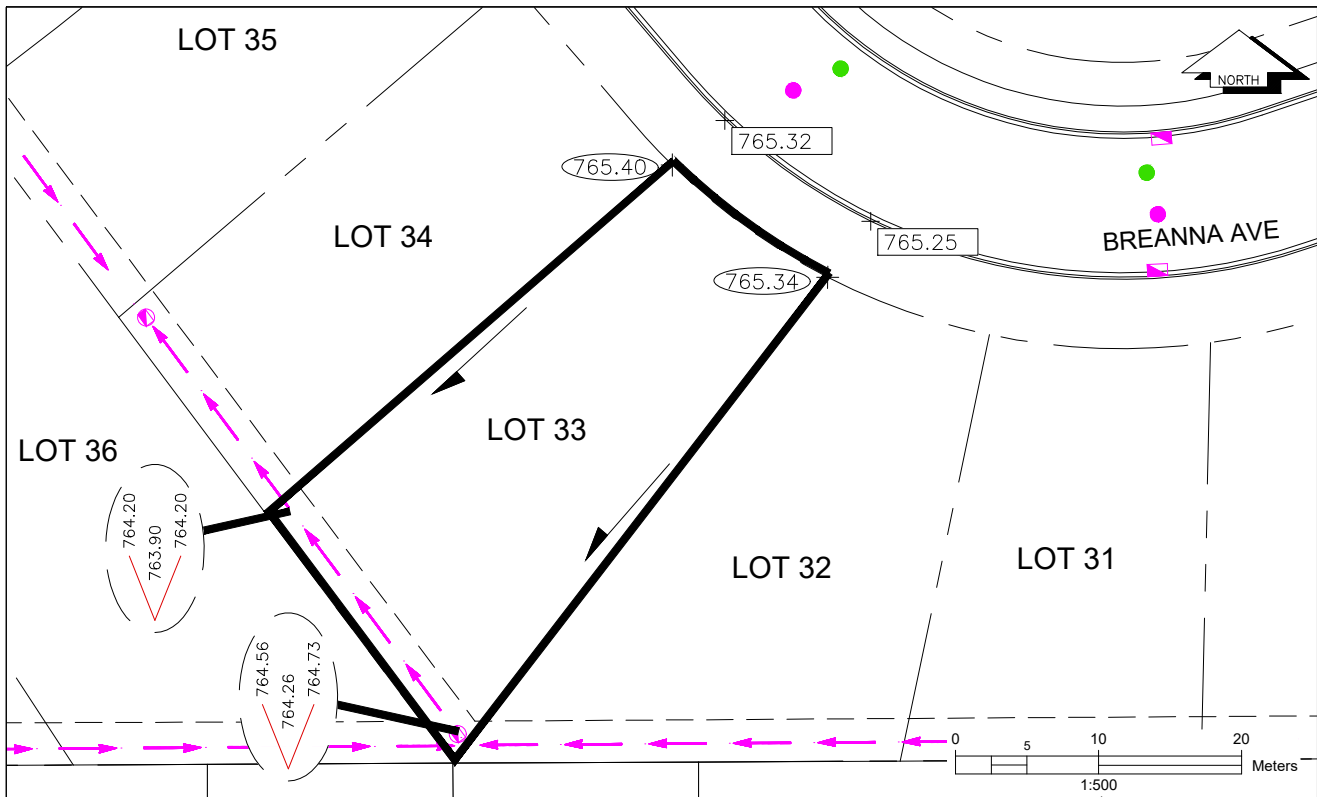 LOT 35
NORTH
765.32
765.40
LOT 34
765.25
BREANNA AVE
765.34
LOT 33
LOT 36
764.20
763.90
764.20
LOT 32
LOT 31
764.56
764.26
764.73
0 5 10 20
Meters
1:500